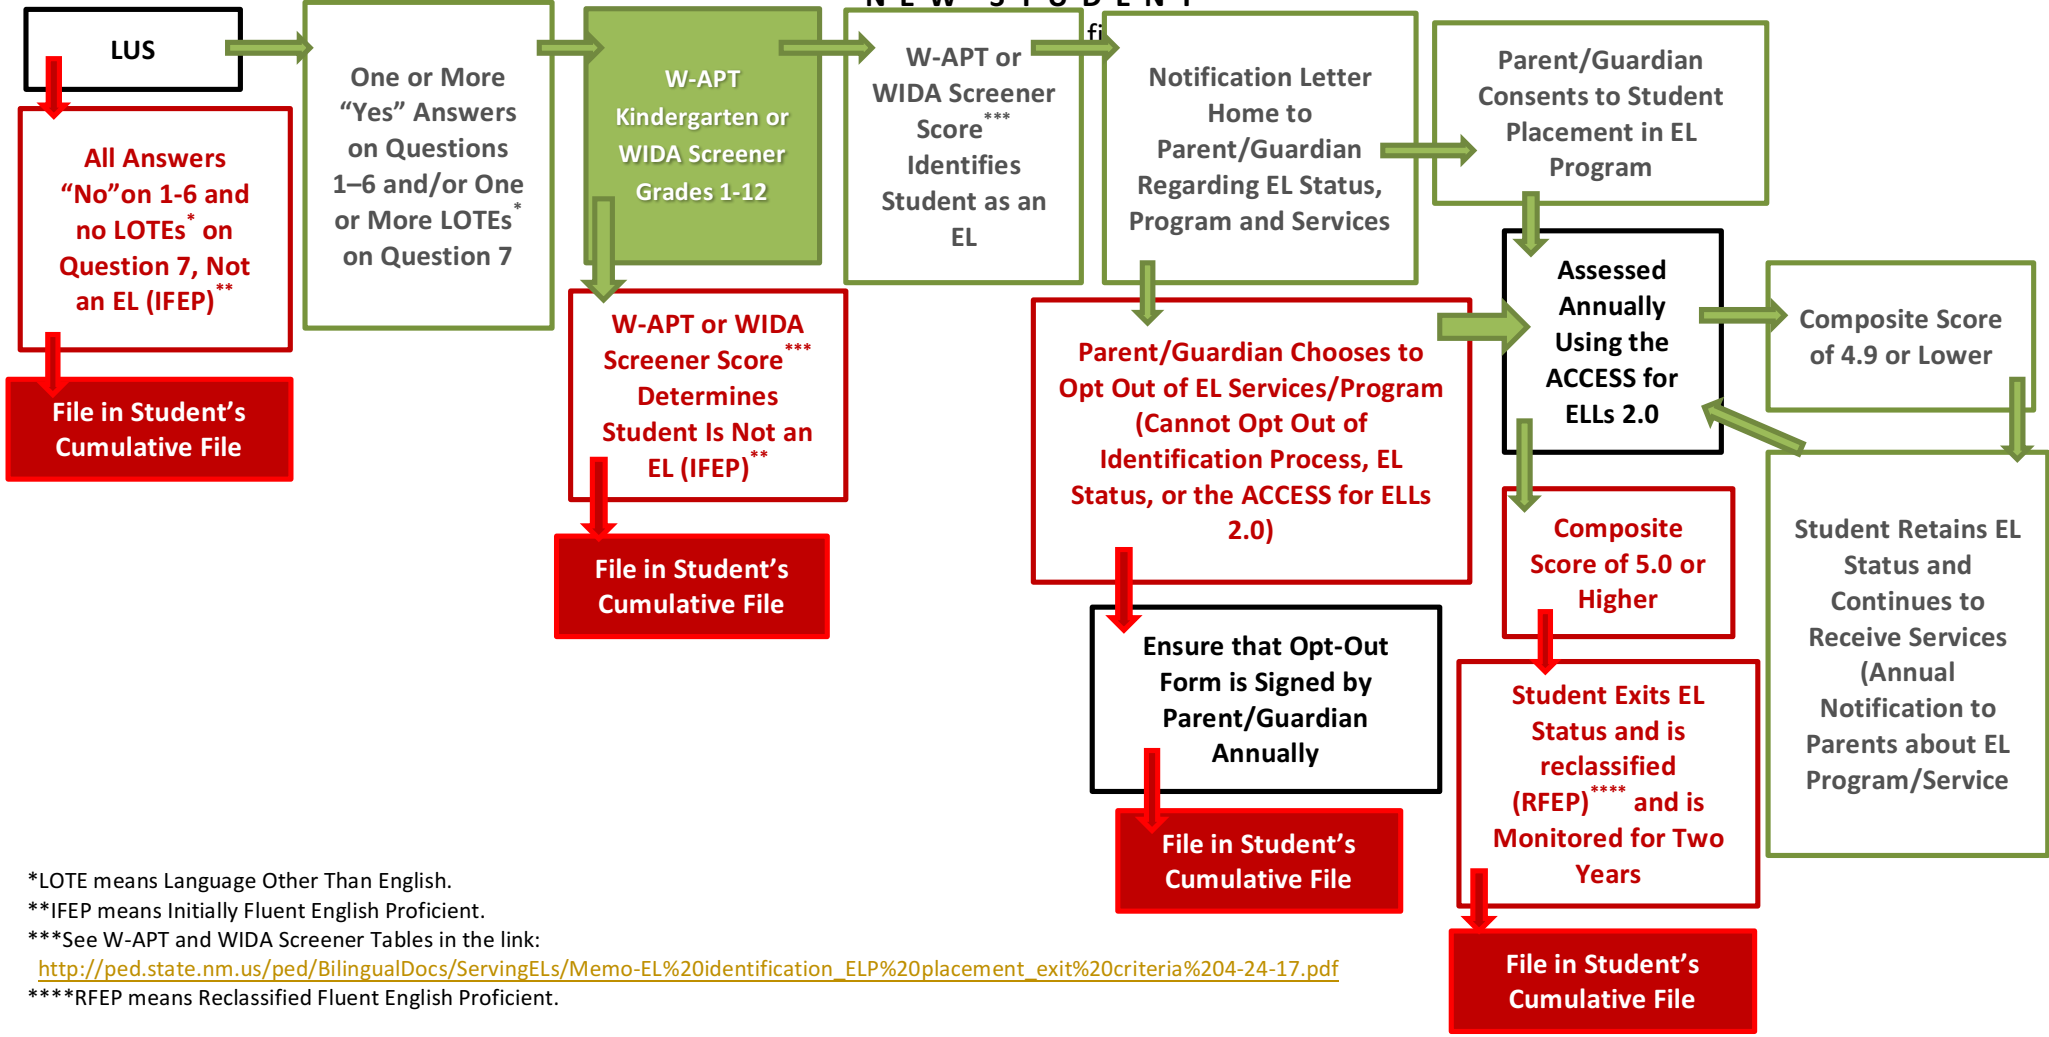 NEW STUDENT
fi
LUS
All Answers
“No”on 1-6 and
no LOTEs* on
Question 7, Not
an EL (IFEP)**
File in Student’s
Cumulative File
One or More
“Yes” Answers
on Questions
1–6 and/or One
or More LOTEs*
on Question 7
W-APT
Kindergarten or
WIDA Screener
Grades 1-12
W-APT or WIDA
Screener Score***
Determines
Student Is Not an
EL (IFEP)**
File in Student’s
Cumulative File
W-APT or
WIDA Screener
Score***
Identifies
Student as an
EL
Notification Letter
Home to
Parent/Guardian
Regarding EL Status,
Program and Services
Parent/Guardian
Consents to Student
Placement in EL
Program
Parent/Guardian Chooses to
Opt Out of EL Services/Program
(Cannot Opt Out of
Identification Process, EL
Status, or the ACCESS for ELLs
2.0)
Ensure that Opt-Out
Form is Signed by
Parent/Guardian
Annually
File in Student’s
Cumulative File
Assessed
Annually
Using the
ACCESS for
ELLs 2.0
Composite Score
of 4.9 or Lower
Student Retains EL
Status and
Continues to
Receive Services
(Annual
Notification to
Parents about EL
Program/Service
Composite
Score of 5.0 or
Higher
Student Exits EL
Status and is
reclassified
(RFEP)**** and is
Monitored for Two
Years
File in Student’s
Cumulative File
*LOTE means Language Other Than English.
**IFEP means Initially Fluent English Proficient.
***See W-APT and WIDA Screener Tables in the link:
http://ped.state.nm.us/ped/BilingualDocs/ServingELs/Memo-EL%20identification_ELP%20placement_exit%20criteria%204-24-17.pdf
****RFEP means Reclassified Fluent English Proficient.